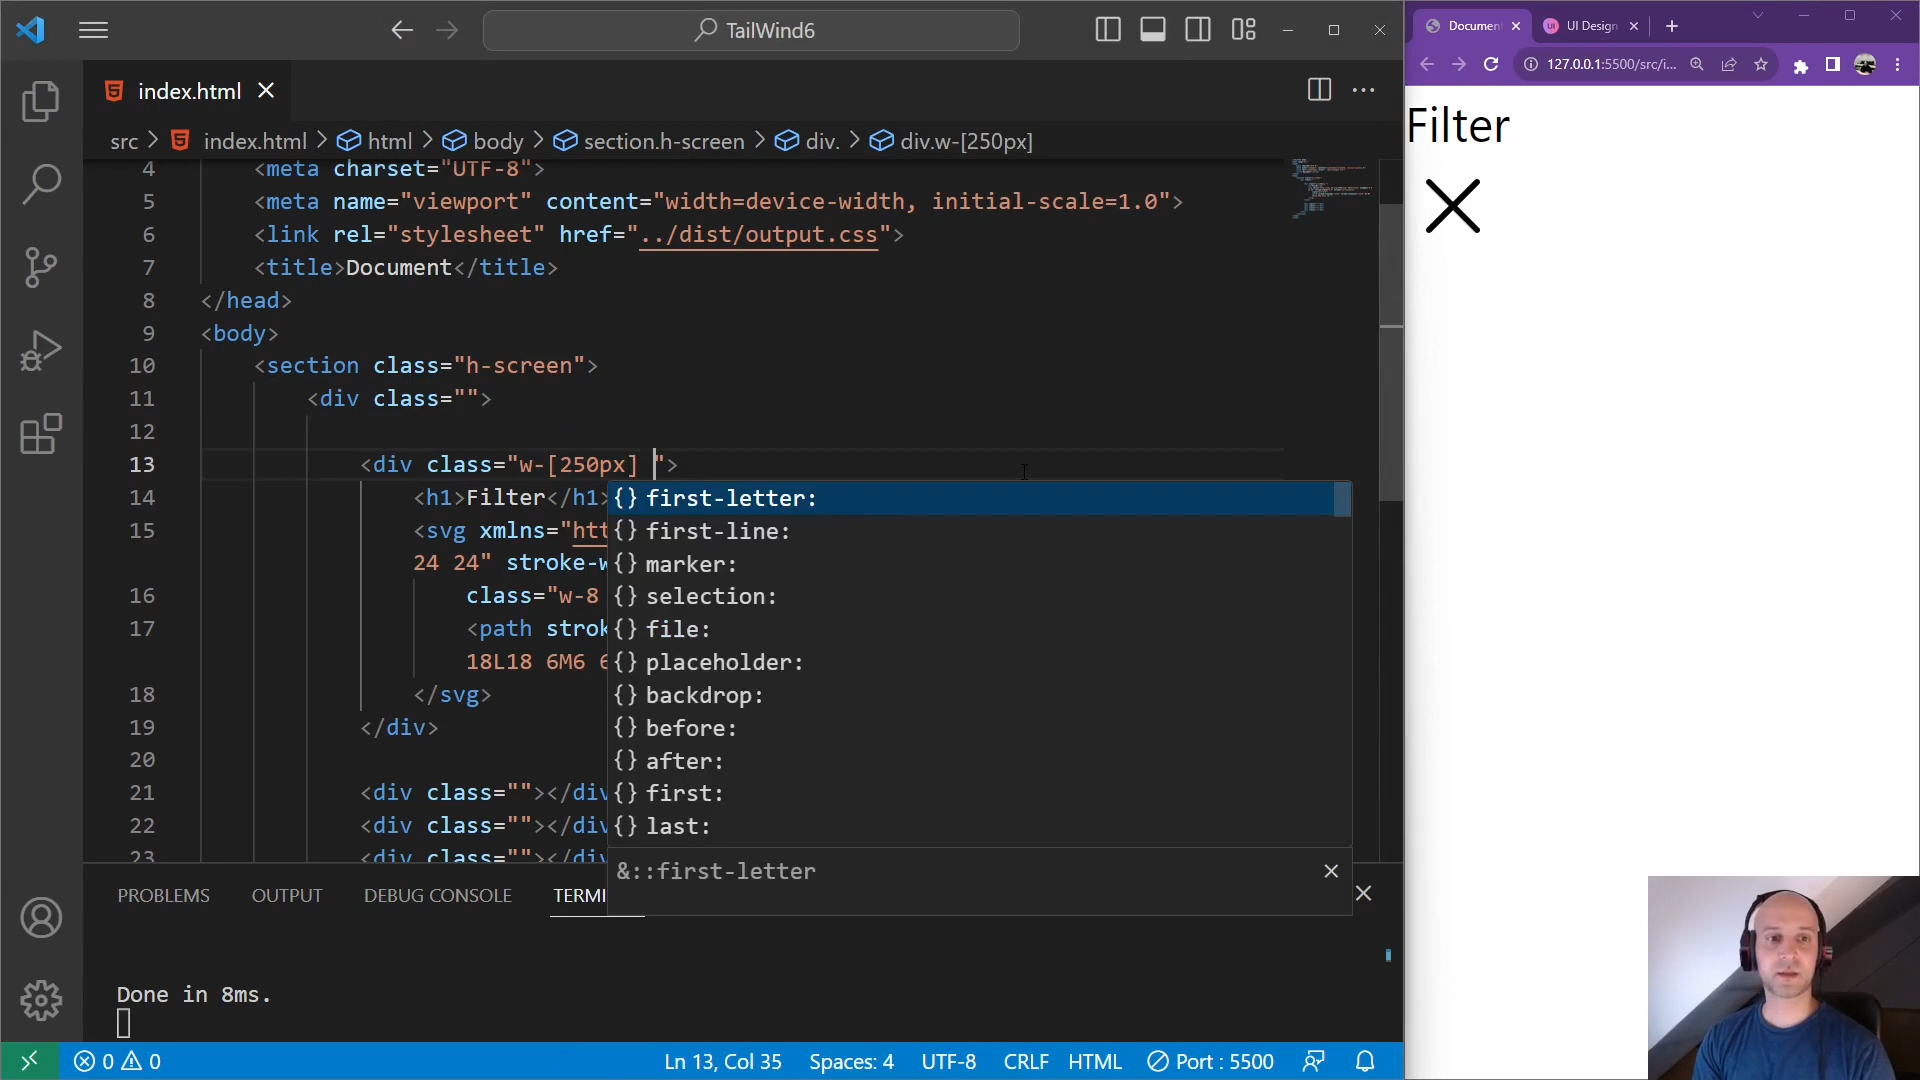 TailWind6
Document
UI Design
127.0.0.1:5500/src/i...
index.html
src > index.html > html > body > section.h-screen > div. > div.w-[250px]
4 <meta charset="UTF-8">
5 <meta name="viewport" content="width=device-width, initial-scale=1.0">
6 <link rel="stylesheet" href="../dist/output.css">
7 <title>Document</title>
8 </head>
9 <body>
10 <section class="h-screen">
11 <div class="">
12
13 <div class="w-[250px] ">
14 <h1>Filter</h1>
15 <svg xmlns="htt
24 24" stroke-w
16 class="w-8
17 <path strok
18L18 6M6 6
18 </svg>
19 </div>
20
21 <div class=""></div
22 <div class=""></div
23 <div class=""></div
{} first-letter:
{} first-line:
{} marker:
{} selection:
{} file:
{} placeholder:
{} backdrop:
{} before:
{} after:
{} first:
{} last:
&::first-letter
PROBLEMS OUTPUT DEBUG CONSOLE TERMI
Done in 8ms.
0 0 Ln 13, Col 35 Spaces: 4 UTF-8 CRLF HTML Port : 5500
Filter